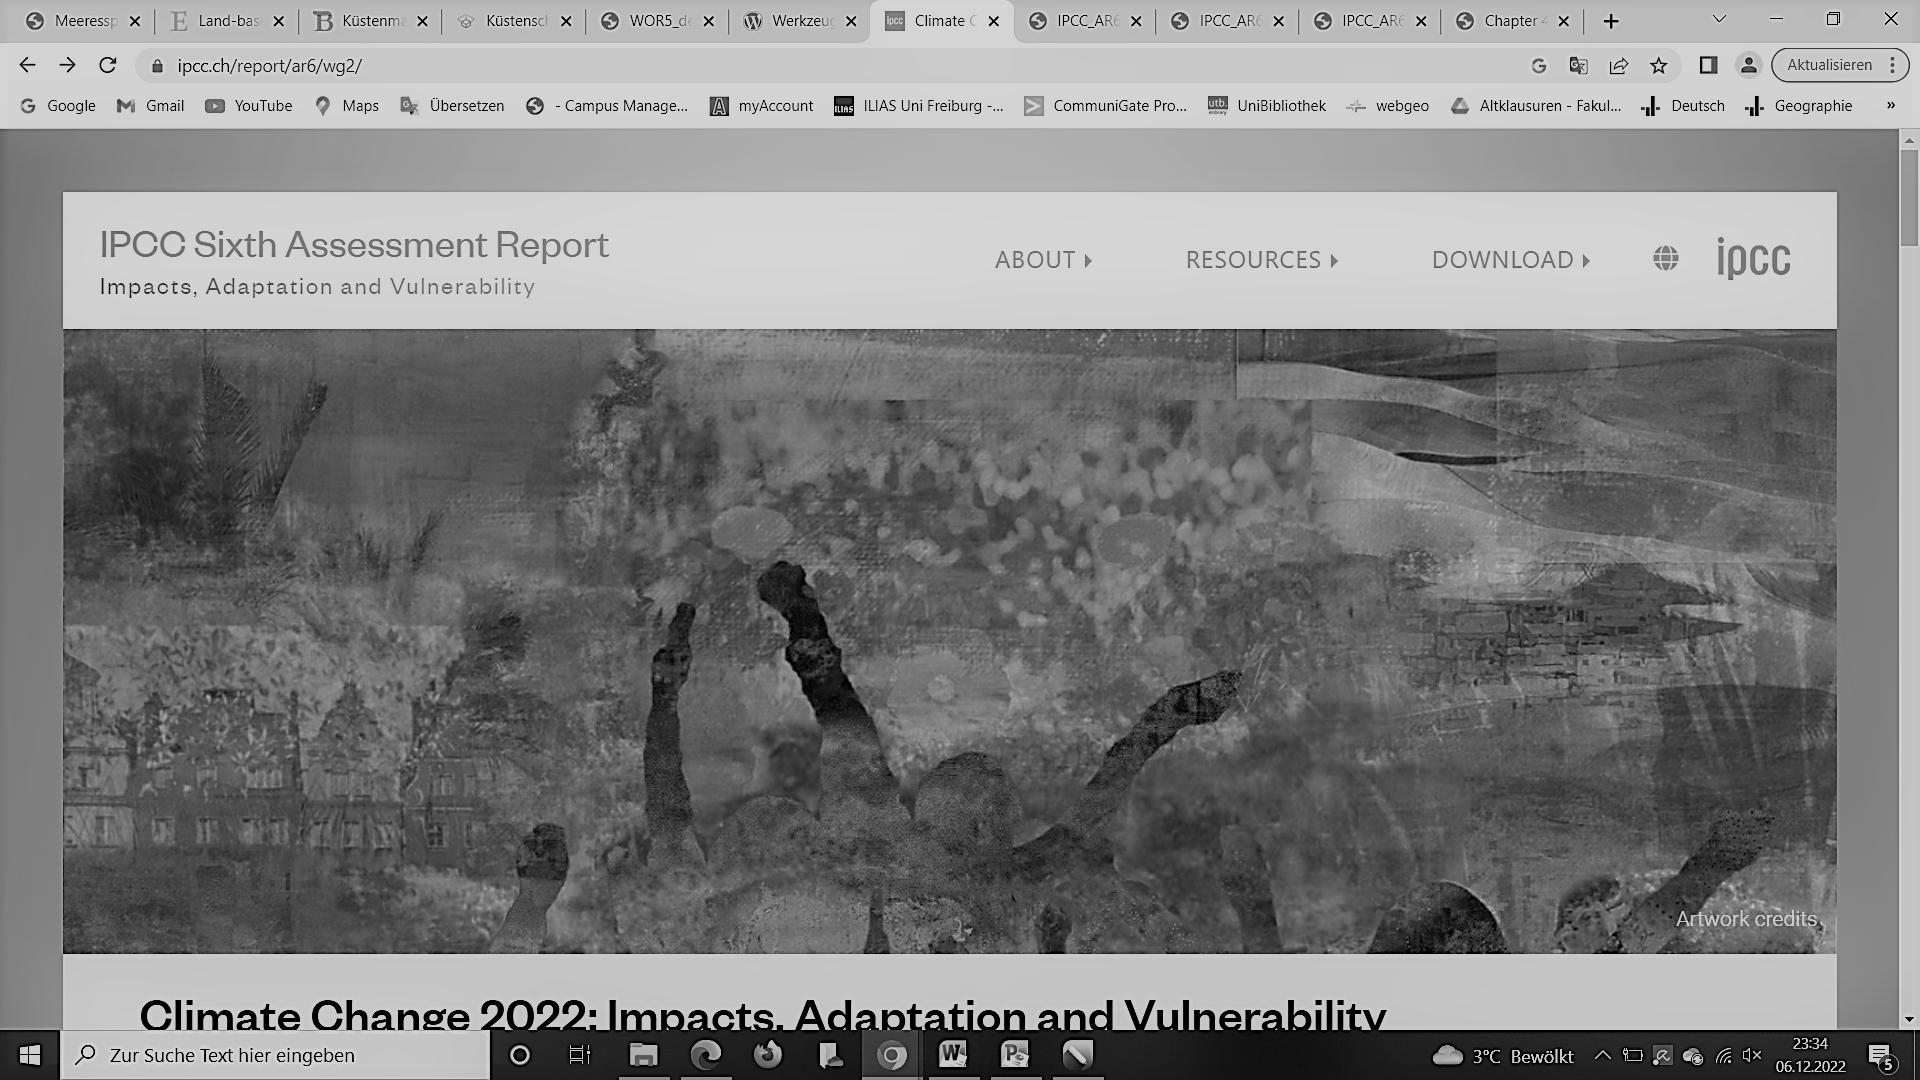 Meeressp
Land-bas
Küstenma
Küstensch
WOR5_de
Werkzeug
ipcc Climate C
IPCC_AR6
IPCC_AR6
IPCC_AR6
Chapter 4
ipcc.ch/report/ar6/wg2/
Aktualisieren
Google Gmail YouTube Maps Übersetzen - Campus Manage... myAccount ILIAS Uni Freiburg -... CommuniGate Pro... UniBibliothek webgeo Altklausuren - Fakul... Deutsch Geographie »
IPCC Sixth Assessment Report
Impacts, Adaptation and Vulnerability
ABOUT RESOURCES DOWNLOAD ipcc
Artwork credits
Climate Change 2022: Impacts, Adaptation and Vulnerability
Zur Suche Text hier eingeben
3°C Bewölkt
23:34
06.12.2022
5